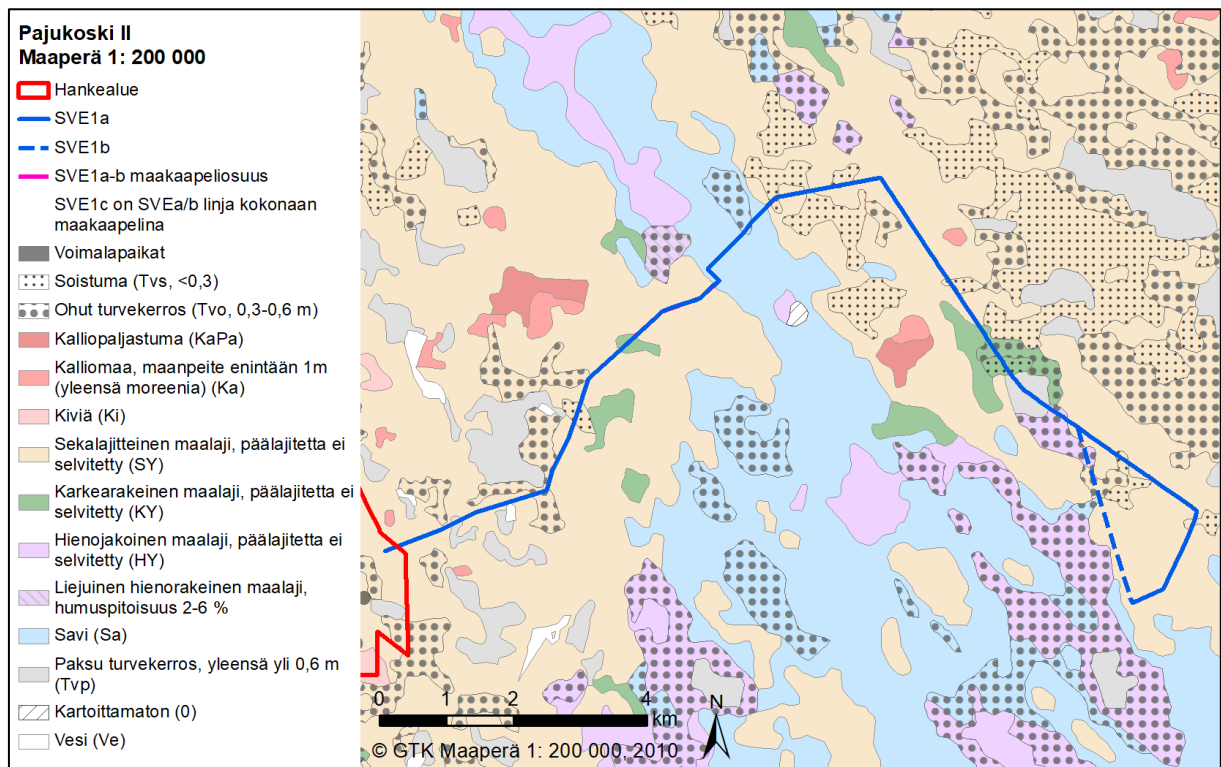 Pajukoski II
Maaperä 1: 200 000
Hankealue
SVE1a
SVE1b
SVE1a-b maakaapeliosuus
SVE1c on SVEa/b linja kokonaan
maakaapelina
Voimalapaikat
Soistuma (Tvs, <0,3)
Ohut turvekerros (Tvo, 0,3-0,6 m)
Kalliopaljastuma (KaPa)
Kalliomaa, maanpeite enintään 1m
(yleensä moreenia) (Ka)
Kiviä (Ki)
Sekalajitteinen maalaji, päälajitetta ei
selvitetty (SY)
Karkearakeinen maalaji, päälajitetta ei
selvitetty (KY)
Hienojakoinen maalaji, päälajitetta ei
selvitetty (HY)
Liejuinen hienorakeinen maalaji,
humuspitoisuus 2-6 %
Savi (Sa)
Paksu turvekerros, yleensä yli 0,6 m
(Tvp)
Kartoittamaton (0)
Vesi (Ve)
0 1 2 4
km
N
© GTK Maaperä 1: 200 000, 2010